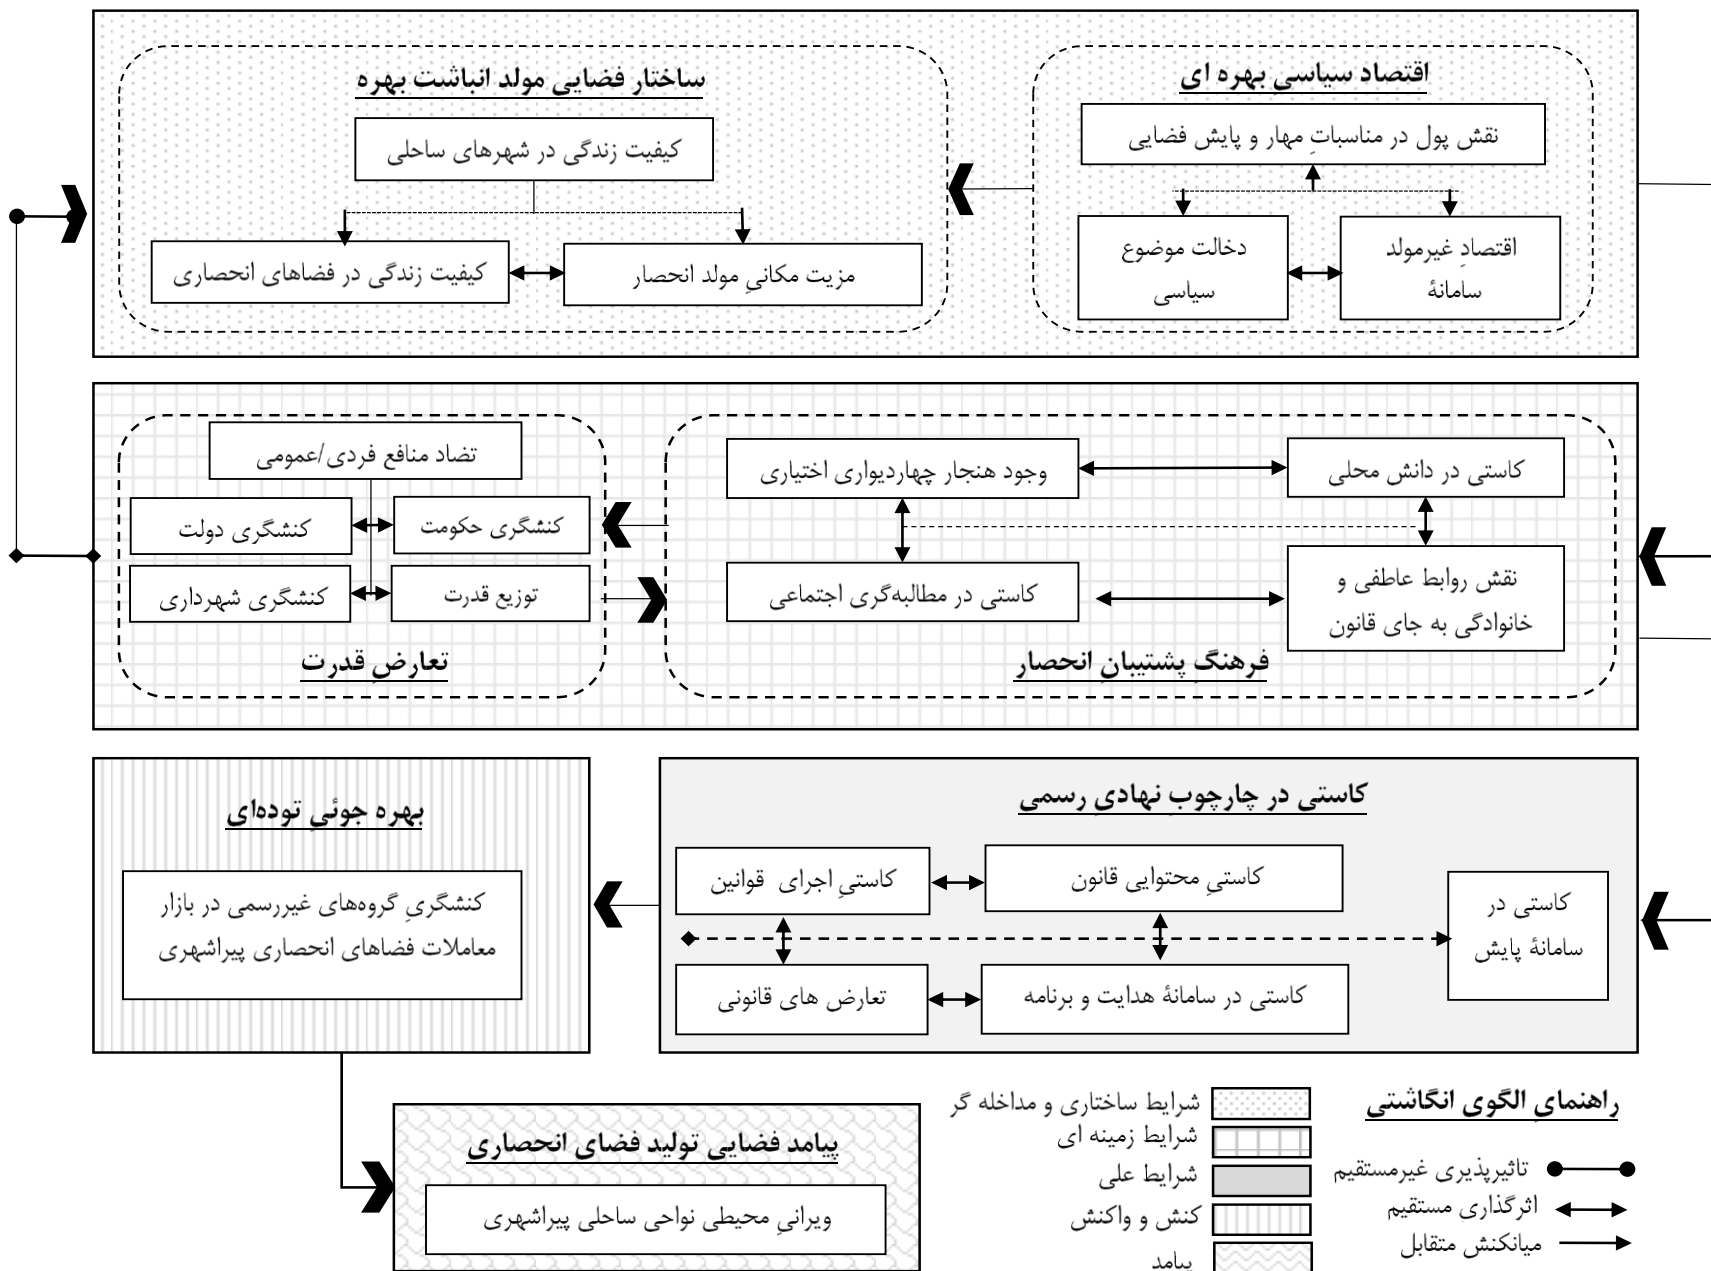 اقتصاد سیاسیِ بهره ای
نقش پول در مناسباتِ مهار و پایش فضایی
اقتصادِ غیرمولد
سامانهٔ
دخالت موضوع
سیاسی
ساختار فضایی مولد انباشت بهره
کیفیت زندگی در شهرهای ساحلی
مزیت مکانیِ مولد انحصار
کیفیت زندگی در فضاهای انحصاری
کاستی در دانش محلی
وجود هنجار چهاردیواری اختیاری
نقش روابط عاطفی و
خانوادگی به جای قانون
کاستی در مطالبه‌گری اجتماعی
فرهنگِ پشتیبانِ انحصار
تضاد منافع فردی/عمومی
کنشگری حکومت
کنشگری دولت
توزیع قدرت
کنشگری شهرداری
تعارضِ قدرت
کاستی در چارچوب نهادیِ رسمی
کاستیِ محتوایی قانون
کاستیِ اجرای قوانین
کاستی در
سامانهٔ پایش
کاستی در سامانهٔ هدایت و برنامه
تعارض های قانونی
بهره جوئیِ توده‌ای
کنشگریِ گروه‌های غیررسمی در بازار
معاملات فضاهای انحصاری پیراشهری
پیامد فضایی تولید فضای انحصاری
ویرانیِ محیطی نواحی ساحلی پیراشهری
راهنمایِ الگوی انگاشتی
تاثیرپذیری غیرمستقیم
اثرگذاری مستقیم
میانکنش متقابل
شرایط ساختاری و مداخله گر
شرایط زمینه ای
شرایط علی
کنش و واکنش
پیامد